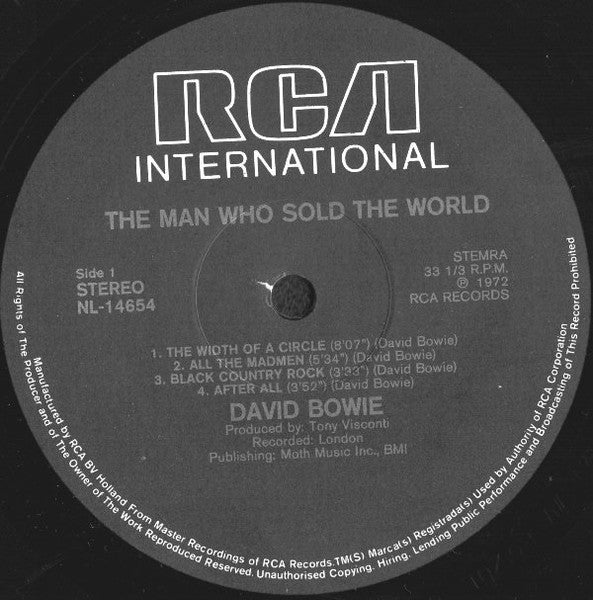 RCA
INTERNATIONAL
THE MAN WHO SOLD THE WORLD
Side 1
STEREO
NL-14654
STEMRA
33 1/3 R.P.M.
℗ 1972
RCA RECORDS
1. THE WIDTH OF A CIRCLE (8'07") (David Bowie)
2. ALL THE MADMEN (5'34") (David Bowie)
3. BLACK COUNTRY ROCK (3'33") (David Bowie)
4. AFTER ALL (3'52") (David Bowie)
DAVID BOWIE
Produced by: Tony Visconti
Recorded: London
Publishing: Moth Music Inc., BMI
Manufactured by RCA BV Holland From Master Recordings of RCA Records.TM(S) Marca(s) Registrada(s) Used by Authority of RCA Corporation
All Rights of The Producer and of The Owner of The Work Reproduced Reserved. Unauthorised Copying. Hiring. Lending Public Performance and Broadcasting of This Record Prohibited